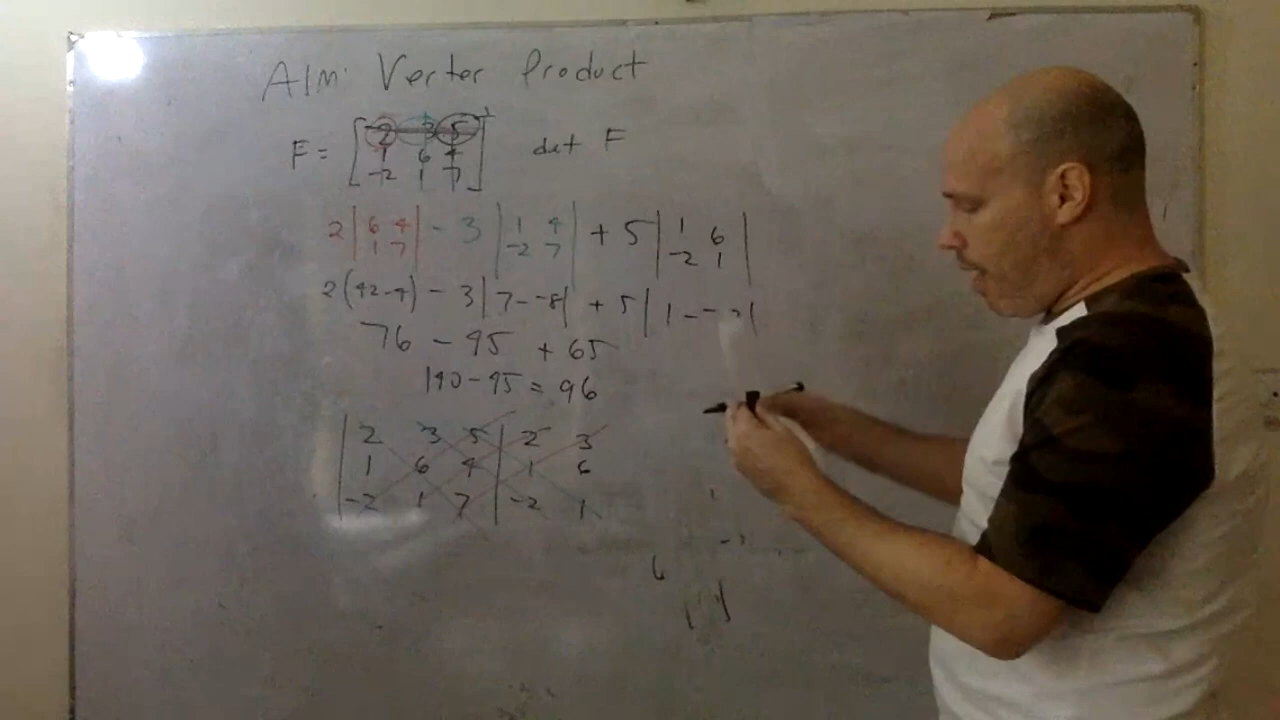 AIM: Vector Product
F = [ 2 3 5 ] det F
1 6 4
-2 1 7
2 | 6 4 | - 3 | 1 4 | + 5 | 1 6 |
1 7 -2 7 -2 1
2(42-4) - 3|7--8| + 5|1--
76 - 45 + 65
140-45 = 96
| 2 3 5 | 2 3
1 6 4 | 1 6
-2 1 7 | -2 1